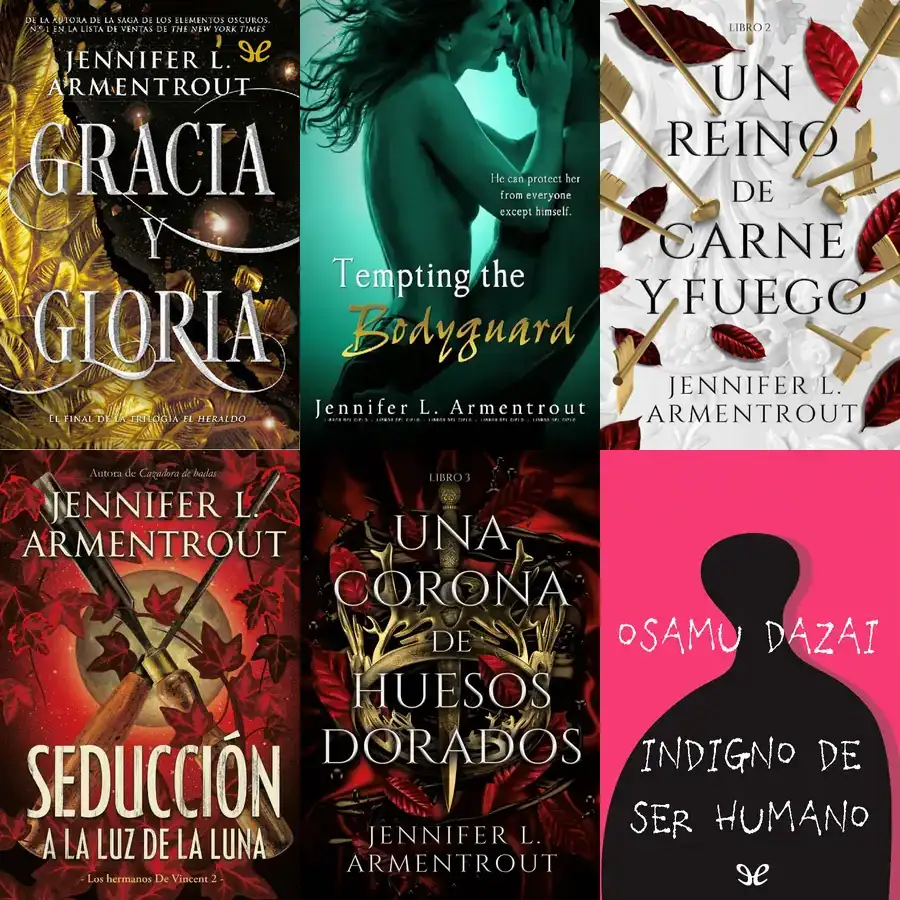 DE LA AUTORA DE LA SAGA DE LOS ELEMENTOS OSCUROS,
N.º 1 EN LA LISTA DE VENTAS DE THE NEW YORK TIMES
JENNIFER L.
ARMENTROUT
GRACIA
Y
GLORIA
EL FINAL DE LA TRILOGÍA EL HERALDO
He can protect her
from everyone
except himself.
Tempting the
Bodyguard
Jennifer L. Armentrout
LIBRO 2
UN
REINO
DE
CARNE
Y FUEGO
JENNIFER L.
ARMENTROUT
Autora de Cazadora de hadas
JENNIFER L.
ARMENTROUT
SEDUCCIÓN
A LA LUZ DE LA LUNA
- Los hermanos De Vincent 2 -
LIBRO 3
UNA
CORONA
DE
HUESOS
DORADOS
JENNIFER L.
ARMENTROUT
OSAMU DAZAI
INDIGNO DE
SER HUMANO